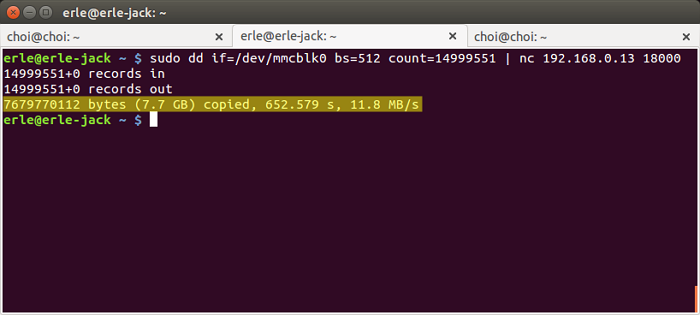 erle@erle-jack: ~
choi@choi: ~ × erle@erle-jack: ~ × choi@choi: ~ ×
erle@erle-jack ~ $ sudo dd if=/dev/mmcblk0 bs=512 count=14999551 | nc 192.168.0.13 18000
14999551+0 records in
14999551+0 records out
7679770112 bytes (7.7 GB) copied, 652.579 s, 11.8 MB/s
erle@erle-jack ~ $